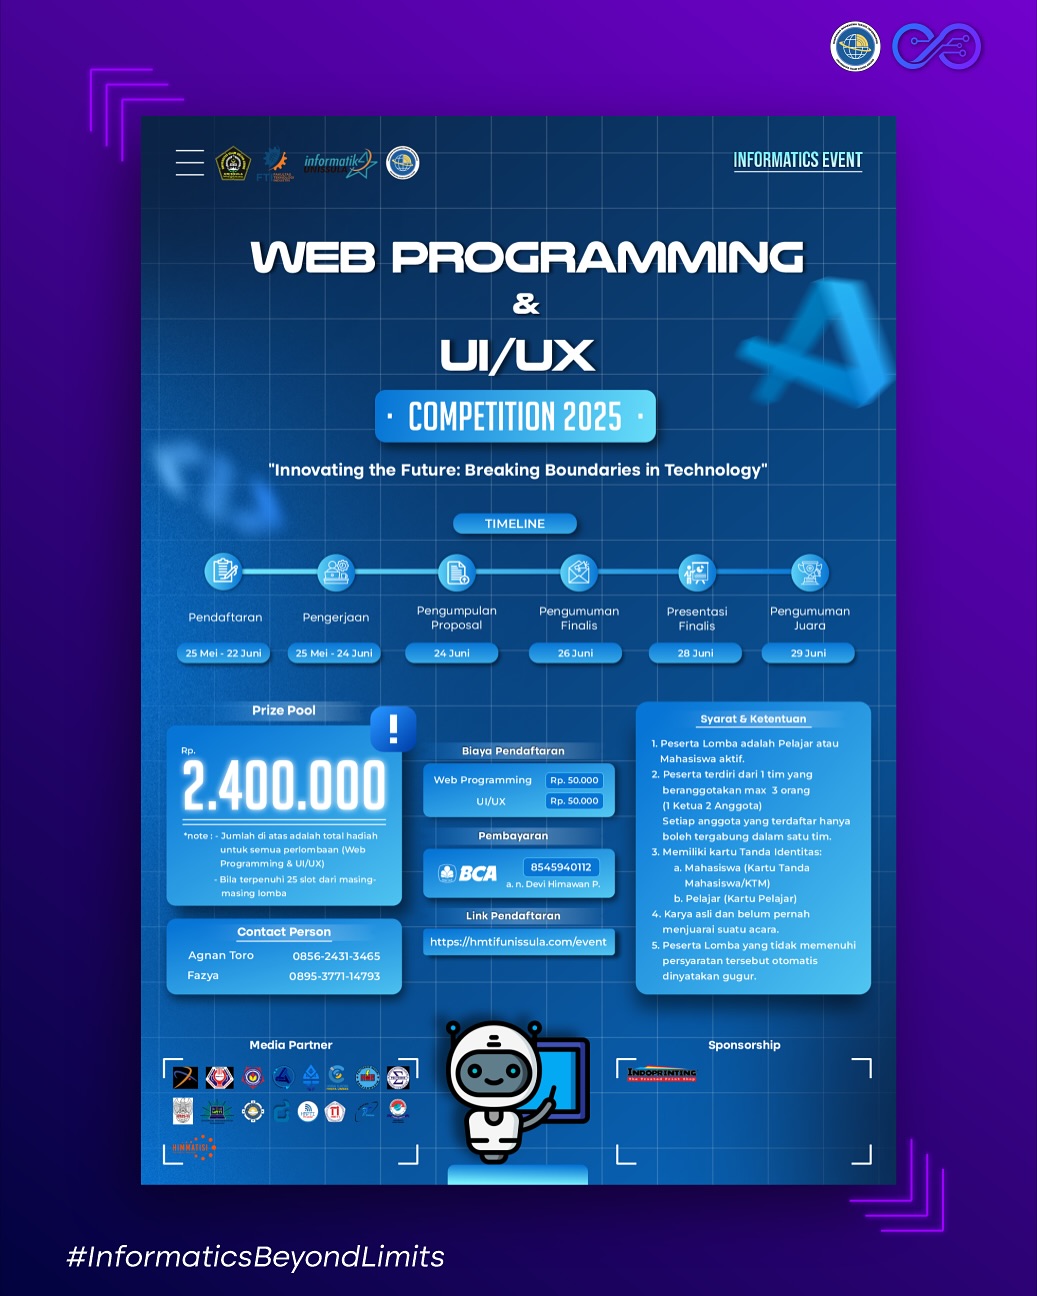 UNISSULA
FTI
FAKULTAS
TEKNOLOGI
INDUSTRI
informatika
UNISSULA
INFORMATICS EVENT
WEB PROGRAMMING
&
UI/UX
· COMPETITION 2025 ·
"Innovating the Future: Breaking Boundaries in Technology"
TIMELINE
Pendaftaran
25 Mei - 22 Juni
Pengerjaan
25 Mei - 24 Juni
Pengumpulan
Proposal
24 Juni
Pengumuman
Finalis
26 Juni
Presentasi
Finalis
28 Juni
Pengumuman
Juara
29 Juni
Prize Pool
!
Rp.
2.400.000
*note : - Jumlah di atas adalah total hadiah
untuk semua perlombaan (Web
Programming & UI/UX)
- Bila terpenuhi 25 slot dari masing-
masing lomba
Contact Person
Agnan Toro 0856-2431-3465
Fazya 0895-3771-14793
Biaya Pendaftaran
Web Programming Rp. 50.000
UI/UX Rp. 50.000
Pembayaran
BCA 8545940112
a. n. Devi Himawan P.
Link Pendaftaran
https://hmtifunissula.com/event
Syarat & Ketentuan
1. Peserta Lomba adalah Pelajar atau
Mahasiswa aktif.
2. Peserta terdiri dari 1 tim yang
beranggotakan max 3 orang
(1 Ketua 2 Anggota)
Setiap anggota yang terdaftar hanya
boleh tergabung dalam satu tim.
3. Memiliki kartu Tanda Identitas:
a. Mahasiswa (Kartu Tanda
Mahasiswa/KTM)
b. Pelajar (Kartu Pelajar)
4. Karya asli dan belum pernah
menjuarai suatu acara.
5. Peserta Lomba yang tidak memenuhi
persyaratan tersebut otomatis
dinyatakan gugur.
Media Partner
HIMMATISI
Sponsorship
INDOPRINTING
The Trusted Print Shop
#InformaticsBeyondLimits